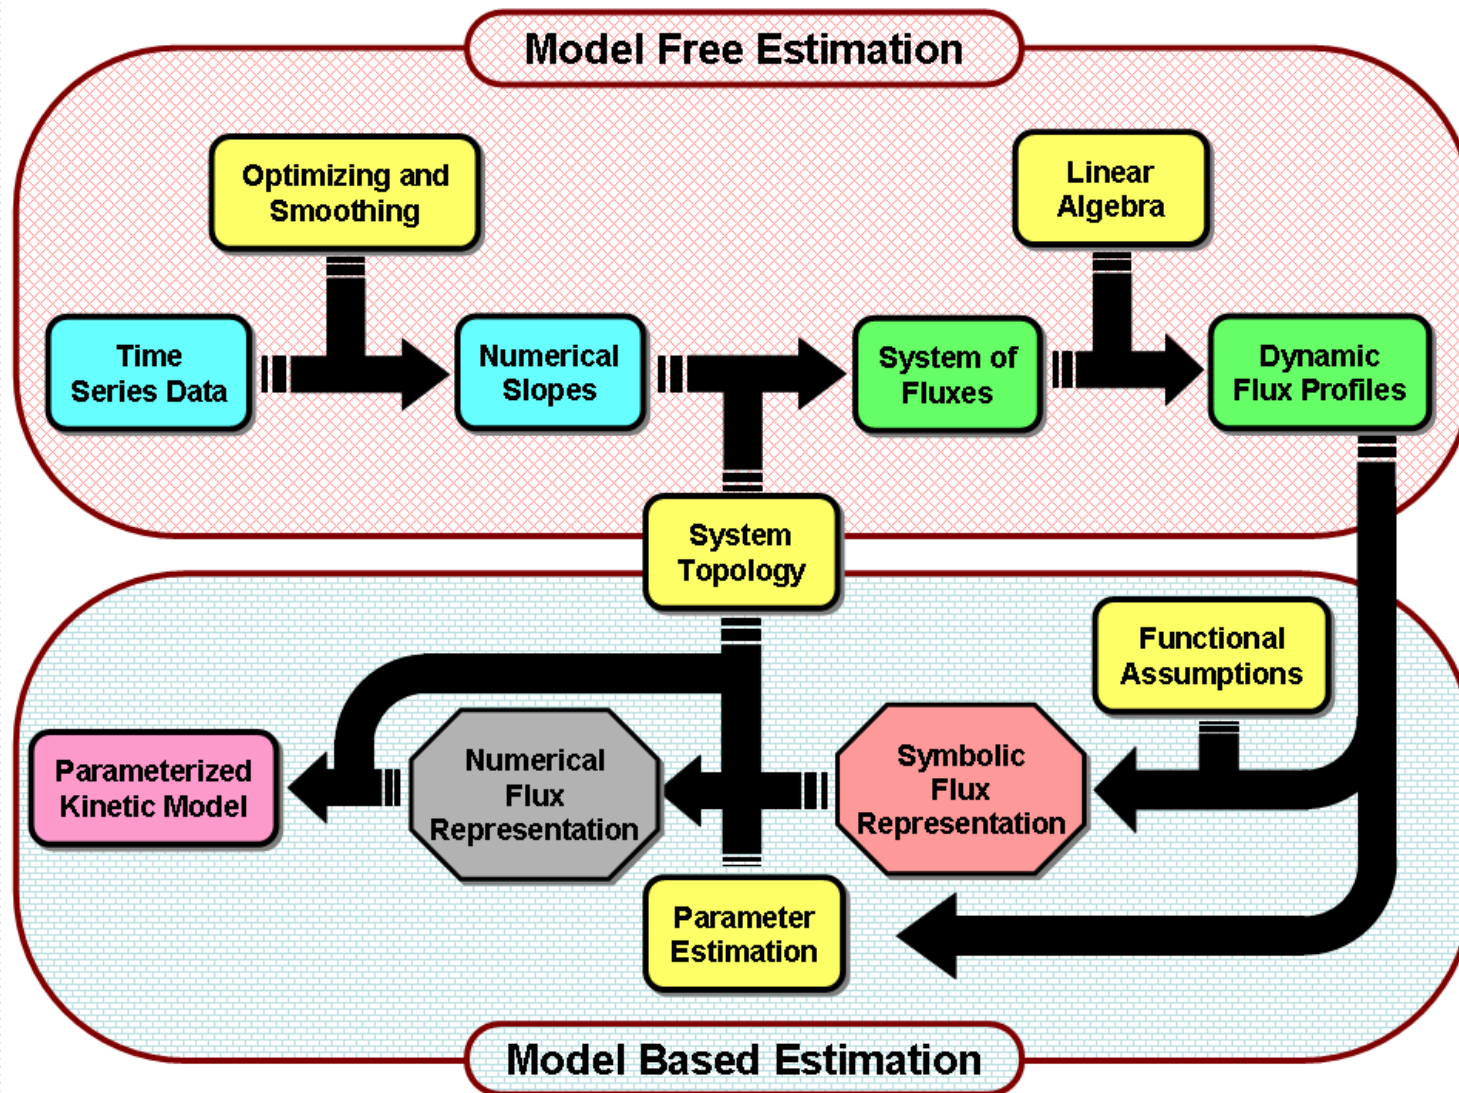 Model Free Estimation
Optimizing and
Smoothing
Linear
Algebra
Time
Series Data
Numerical
Slopes
System of
Fluxes
Dynamic
Flux Profiles
System
Topology
Functional
Assumptions
Parameterized
Kinetic Model
Numerical
Flux
Representation
Symbolic
Flux
Representation
Parameter
Estimation
Model Based Estimation